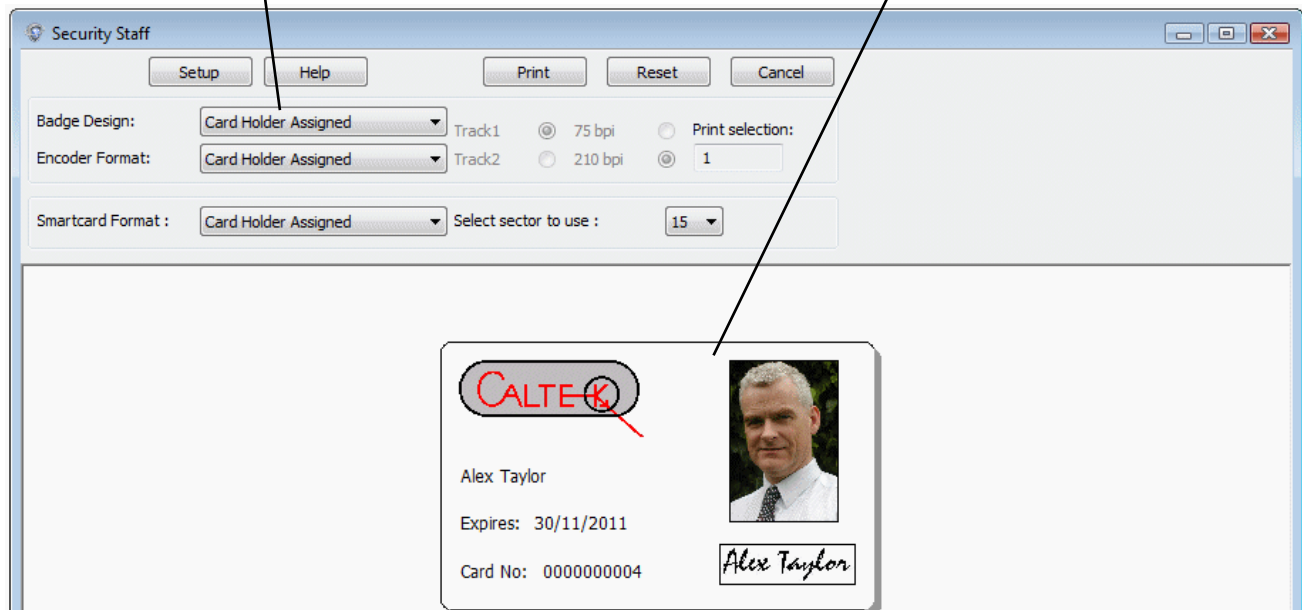 Security Staff
Setup Help Print Reset Cancel
Badge Design: Card Holder Assigned Track1 75 bpi Print selection:
Encoder Format: Card Holder Assigned Track2 210 bpi 1
Smartcard Format : Card Holder Assigned Select sector to use : 15
CALTEK
Alex Taylor
Expires: 30/11/2011
Card No: 0000000004
Alex Taylor